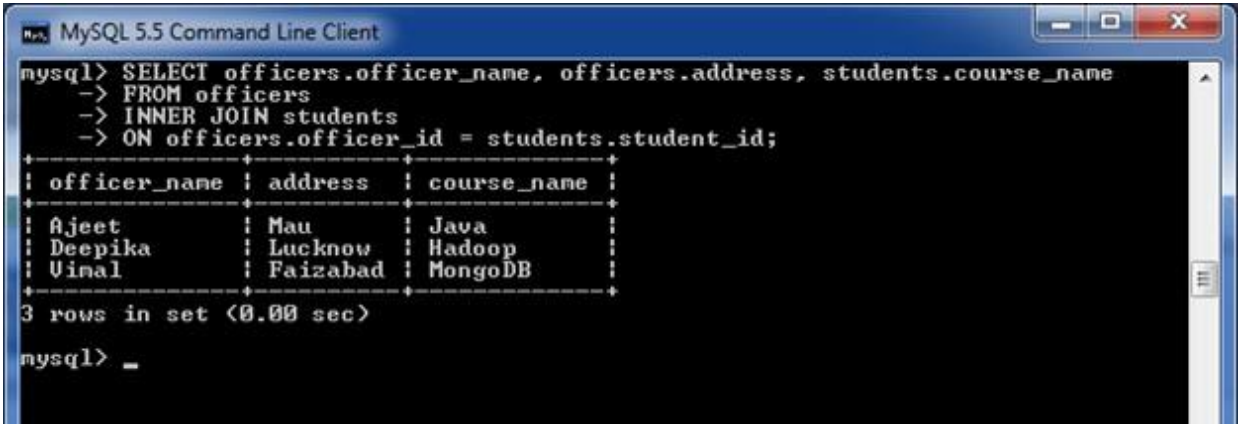 MySQL 5.5 Command Line Client
mysql> SELECT officers.officer_name, officers.address, students.course_name
    -> FROM officers
    -> INNER JOIN students
    -> ON officers.officer_id = students.student_id;
+--------------+----------+-------------+
| officer_name | address  | course_name |
+--------------+----------+-------------+
| Ajeet        | Mau      | Java        |
| Deepika      | Lucknow  | Hadoop      |
| Vimal        | Faizabad | MongoDB     |
+--------------+----------+-------------+
3 rows in set (0.00 sec)
mysql> _